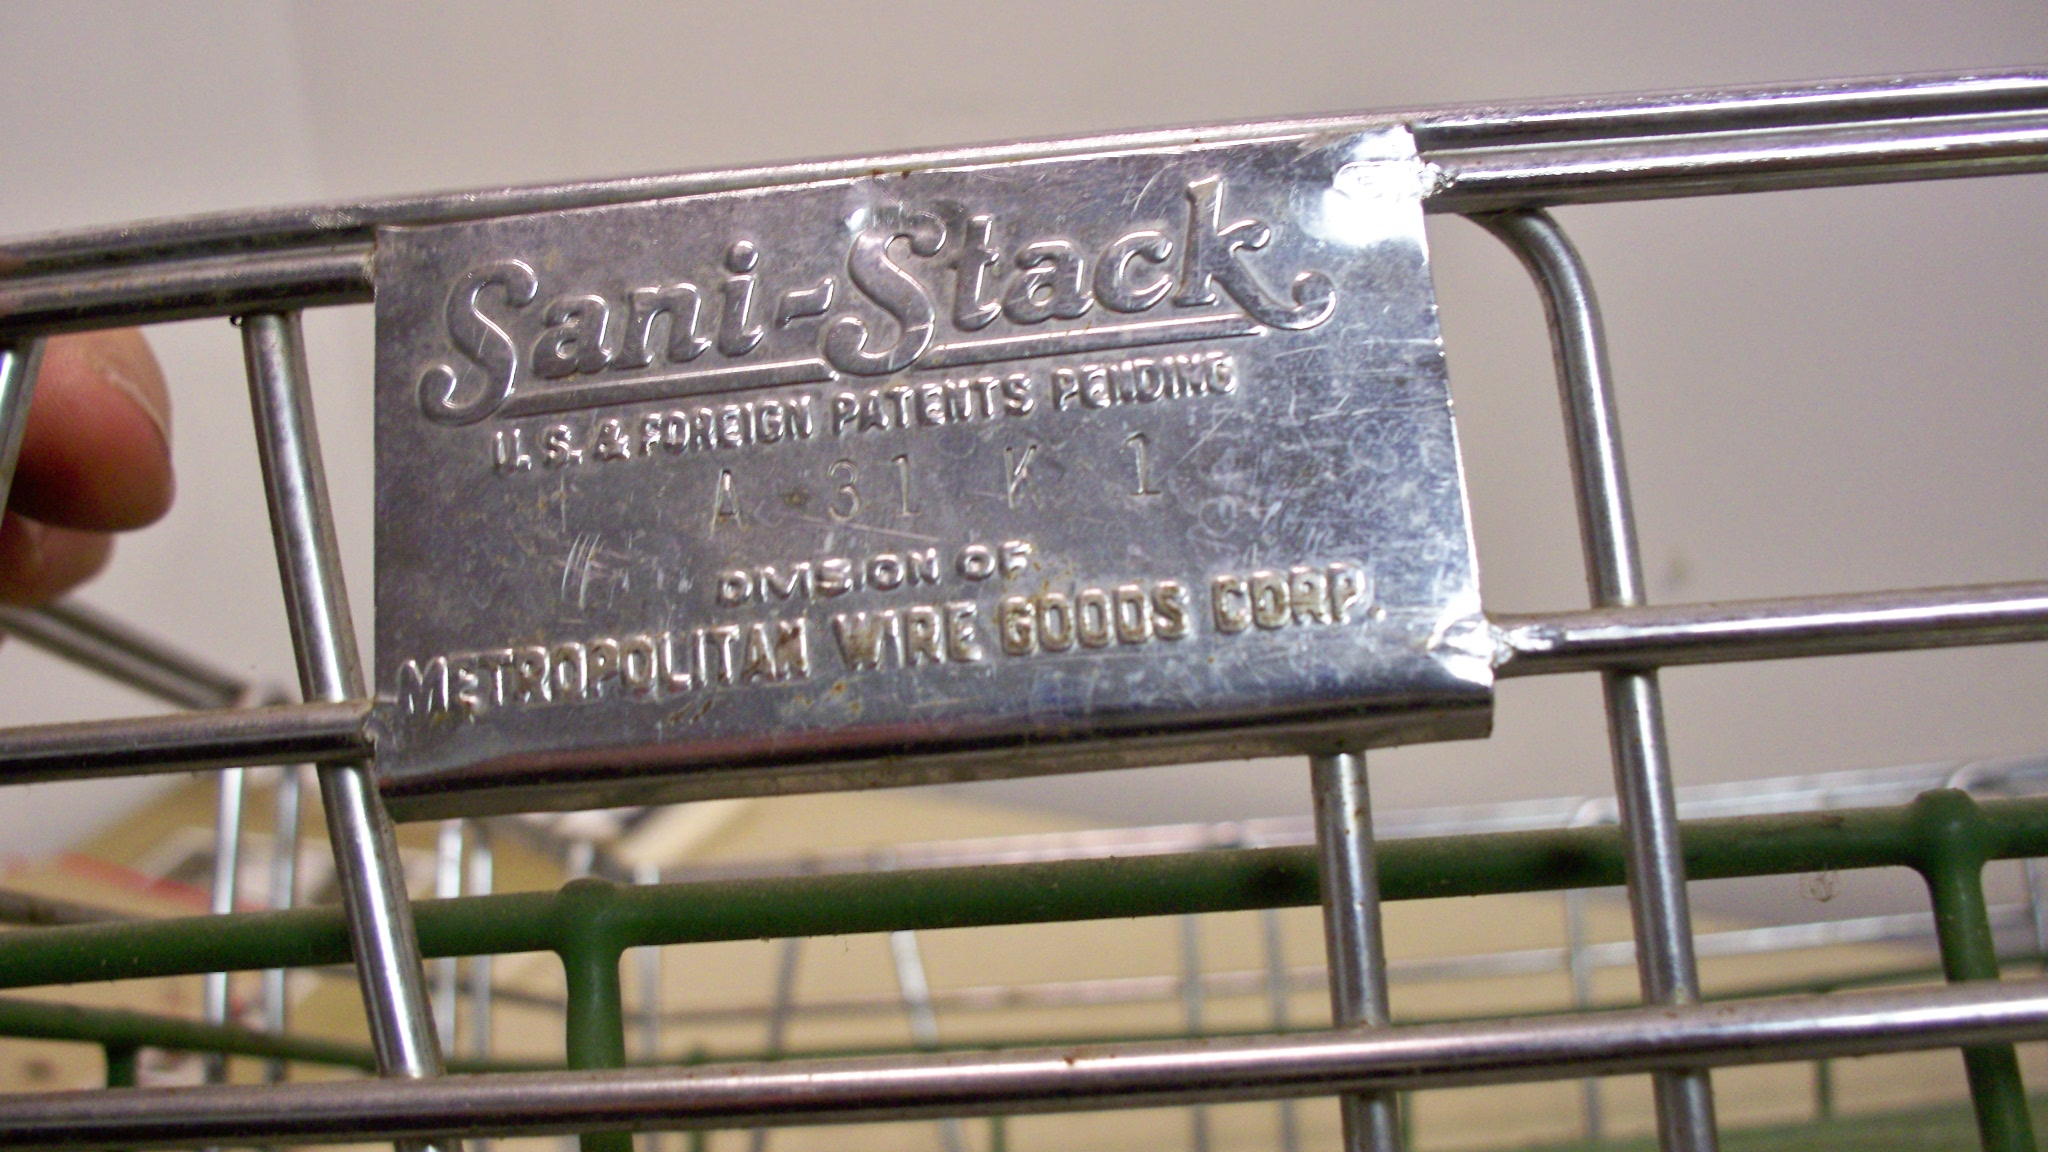 Sani-Stack
U.S. & FOREIGN PATENTS PENDING
A 31 K 1
DIVISION OF
METROPOLITAN WIRE GOODS CORP.